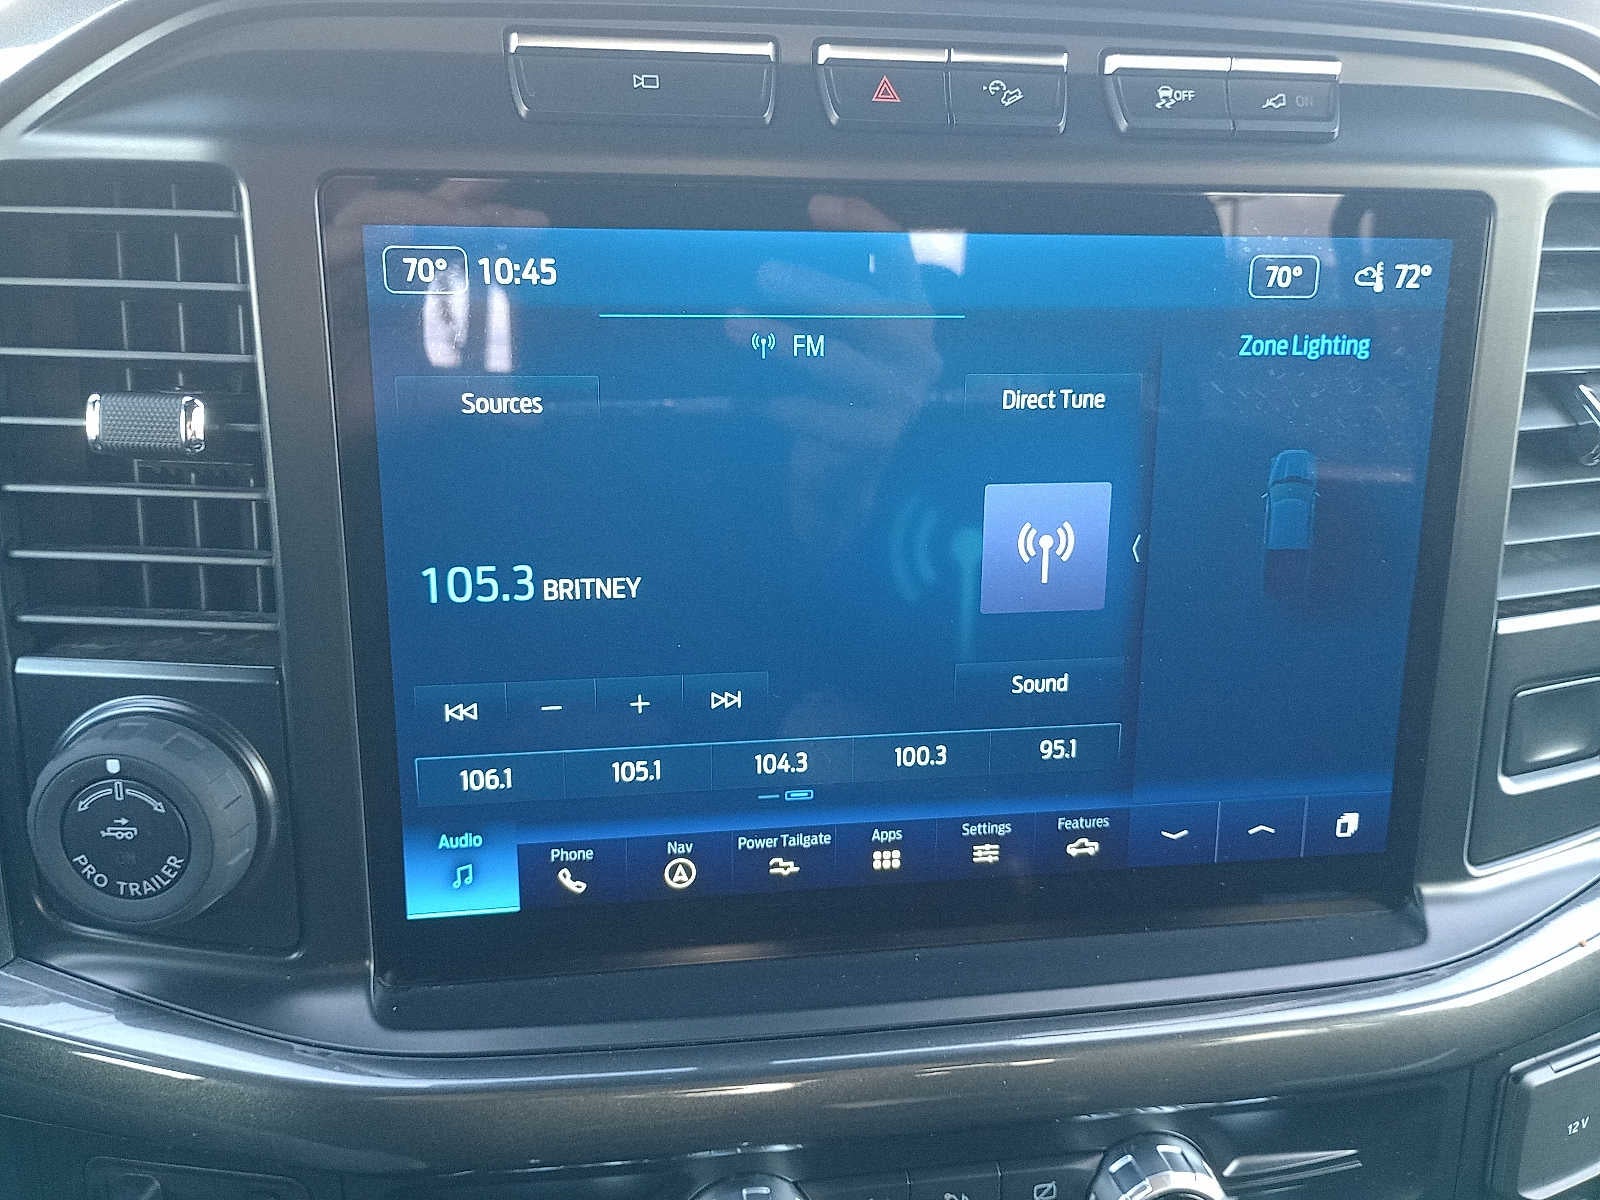 OFF ON
70° 10:45 70° 72°
FM
Zone Lighting
Sources
Direct Tune
105.3 BRITNEY
Sound
106.1 105.1 104.3 100.3 95.1
Audio Phone Nav Power Tailgate Apps Settings Features
PRO TRAILER
12V